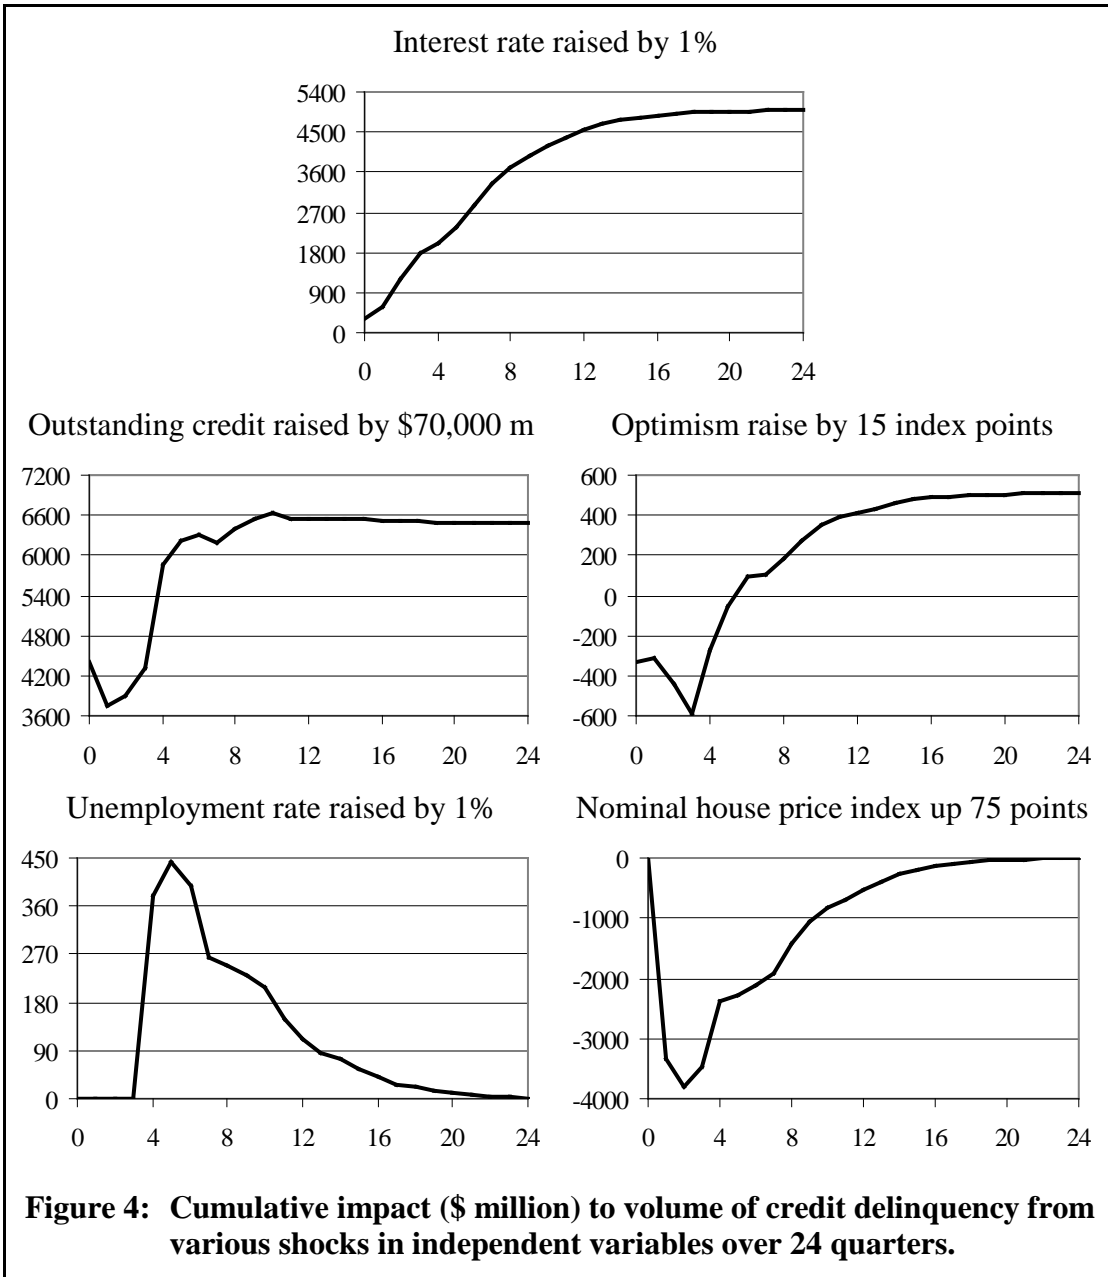 Interest rate raised by 1%
5400
4500
3600
2700
1800
900
0
0 4 8 12 16 20 24
Outstanding credit raised by $70,000 m
7200
6600
6000
5400
4800
4200
3600
0 4 8 12 16 20 24
Optimism raise by 15 index points
600
400
200
0
-200
-400
-600
0 4 8 12 16 20 24
Unemployment rate raised by 1%
450
360
270
180
90
0
0 4 8 12 16 20 24
Nominal house price index up 75 points
0
-1000
-2000
-3000
-4000
0 4 8 12 16 20 24
Figure 4: Cumulative impact ($ million) to volume of credit delinquency from
various shocks in independent variables over 24 quarters.